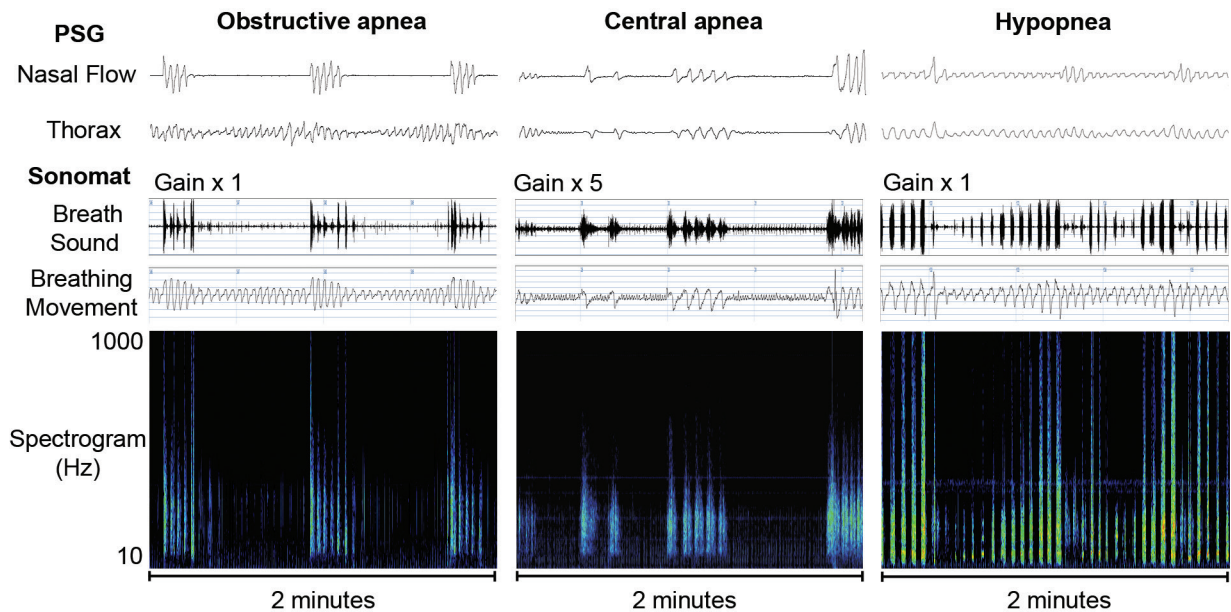 PSG
Obstructive apnea
Central apnea
Hypopnea
Nasal Flow
Thorax
Sonomat
Gain x 1
Gain x 5
Gain x 1
Breath
Sound
Breathing
Movement
1000
Spectrogram
(Hz)
10
2 minutes
2 minutes
2 minutes